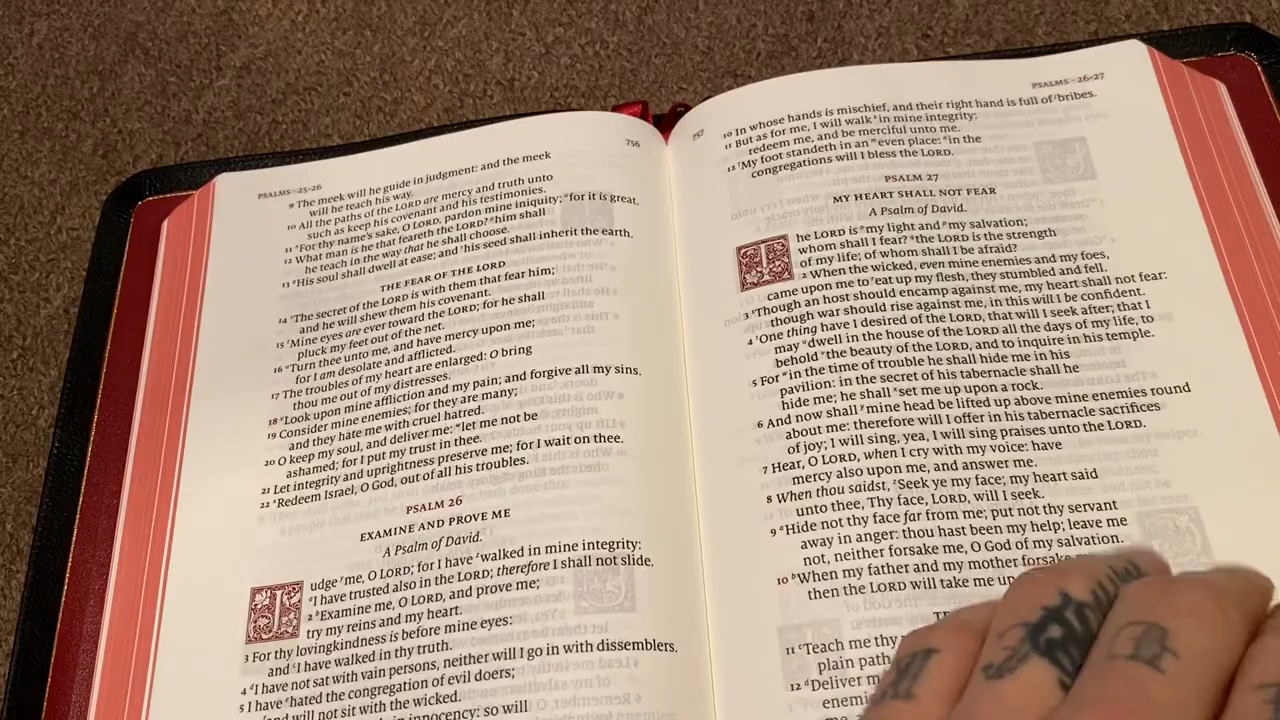 PSALMS—25-26
756
9 The meek will he guide in judgment: and the meek
will he teach his way.
10 All the paths of the LORD are mercy and truth unto
such as keep his covenant and his testimonies.
11 For thy name's sake, O LORD, pardon mine iniquity; for it is great.
12 What man is he that feareth the LORD? him shall
he teach in the way that he shall choose.
13 His soul shall dwell at ease; and his seed shall inherit the earth.
THE FEAR OF THE LORD
14 The secret of the LORD is with them that fear him;
and he will shew them his covenant.
15 Mine eyes are ever toward the LORD; for he shall
pluck my feet out of the net.
16 Turn thee unto me, and have mercy upon me;
for I am desolate and afflicted.
17 The troubles of my heart are enlarged: O bring
thou me out of my distresses.
18 Look upon mine affliction and my pain; and forgive all my sins.
19 Consider mine enemies; for they are many;
and they hate me with cruel hatred.
20 O keep my soul, and deliver me: let me not be
ashamed; for I put my trust in thee.
21 Let integrity and uprightness preserve me; for I wait on thee.
22 Redeem Israel, O God, out of all his troubles.
PSALM 26
EXAMINE AND PROVE ME
A Psalm of David.
Judge me, O LORD; for I have walked in mine integrity:
I have trusted also in the LORD; therefore I shall not slide.
2 Examine me, O LORD, and prove me;
try my reins and my heart.
3 For thy lovingkindness is before mine eyes:
and I have walked in thy truth.
4 I have not sat with vain persons, neither will I go in with dissemblers.
5 I have hated the congregation of evil doers;
and will not sit with the wicked.
in innocency: so will
757
PSALMS—26-27
10 In whose hands is mischief, and their right hand is full of bribes.
11 But as for me, I will walk in mine integrity:
redeem me, and be merciful unto me.
12 My foot standeth in an even place: in the
congregations will I bless the LORD.
PSALM 27
MY HEART SHALL NOT FEAR
A Psalm of David.
The LORD is my light and my salvation;
whom shall I fear? the LORD is the strength
of my life; of whom shall I be afraid?
2 When the wicked, even mine enemies and my foes,
came upon me to eat up my flesh, they stumbled and fell.
3 Though an host should encamp against me, my heart shall not fear:
though war should rise against me, in this will I be confident.
4 One thing have I desired of the LORD, that will I seek after; that I
may dwell in the house of the LORD all the days of my life, to
behold the beauty of the LORD, and to inquire in his temple.
5 For in the time of trouble he shall hide me in his
pavilion: in the secret of his tabernacle shall he
hide me; he shall set me up upon a rock.
6 And now shall mine head be lifted up above mine enemies round
about me: therefore will I offer in his tabernacle sacrifices
of joy; I will sing, yea, I will sing praises unto the LORD.
7 Hear, O LORD, when I cry with my voice: have
mercy also upon me, and answer me.
8 When thou saidst, Seek ye my face; my heart said
unto thee, Thy face, LORD, will I seek.
9 Hide not thy face far from me; put not thy servant
away in anger: thou hast been my help; leave me
not, neither forsake me, O God of my salvation.
10 When my father and my mother forsake
then the LORD will take me up
11 Teach me thy
plain path
12 Deliver m
enemi